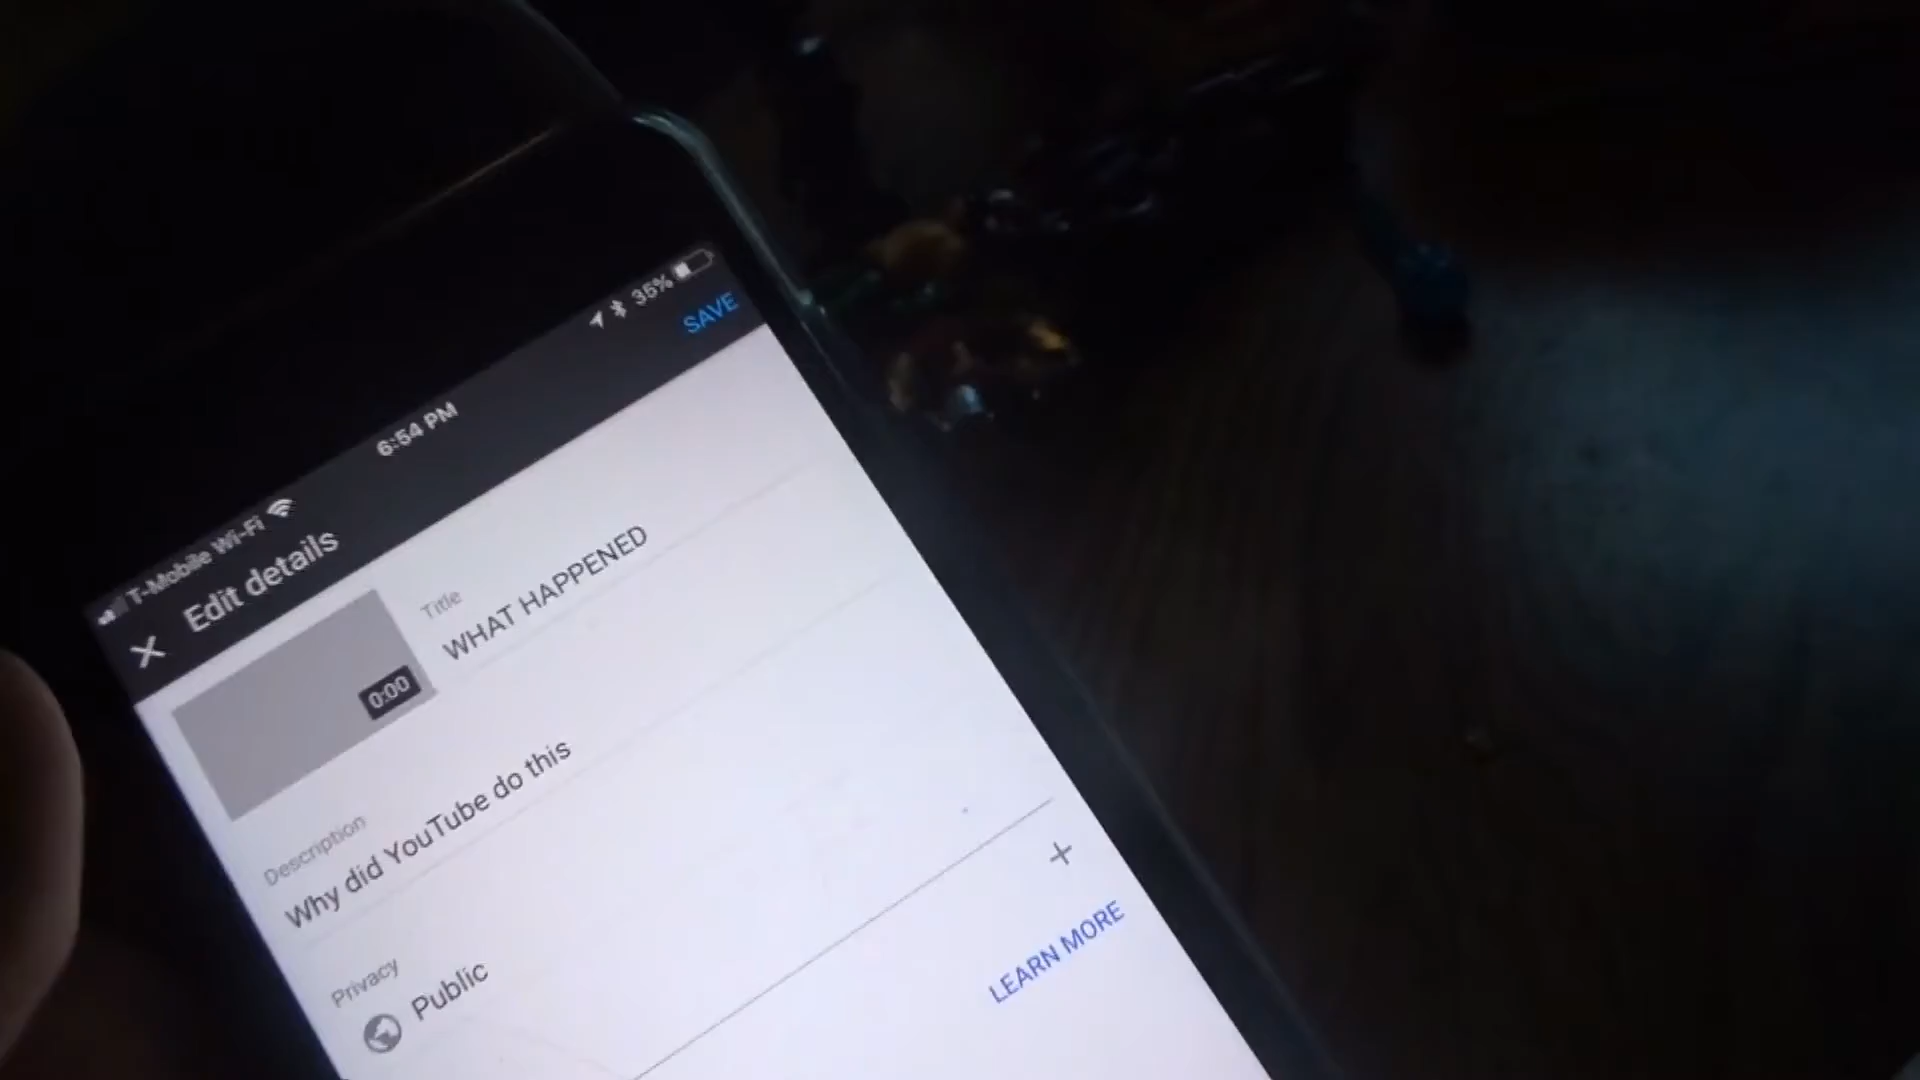 T-Mobile Wi-Fi 6:54 PM 35%
Edit details SAVE
Title
WHAT HAPPENED
0:00
Description
Why did YouTube do this
Privacy
Public
LEARN MORE